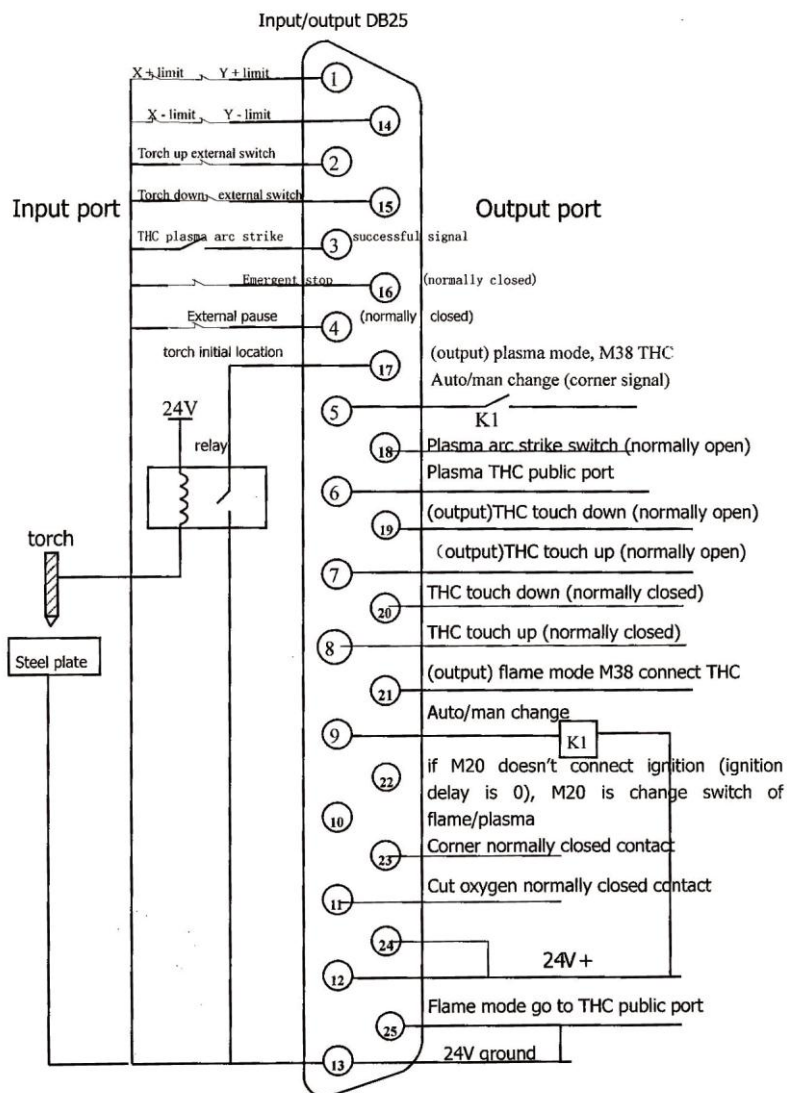 Input/output DB25
X + limit Y + limit
1
X - limit Y - limit
14
Torch up external switch
2
Torch down external switch
15
Input port
Output port
THC plasma arc strike 3 successful signal
Emergent stop 16 (normally closed)
External pause 4 (normally closed)
torch initial location
17
(output) plasma mode, M38 THC
Auto/man change (corner signal)
5
K1
24V
relay
18
Plasma arc strike switch (normally open)
Plasma THC public port
6
(output)THC touch down (normally open)
19
(output)THC touch up (normally open)
7
torch
THC touch down (normally closed)
20
THC touch up (normally closed)
8
Steel plate
(output) flame mode M38 connect THC
21
Auto/man change
9
K1
22
if M20 doesn't connect ignition (ignition
delay is 0), M20 is change switch of
flame/plasma
10
23
Corner normally closed contact
Cut oxygen normally closed contact
11
24
24V+
12
Flame mode go to THC public port
25
24V ground
13